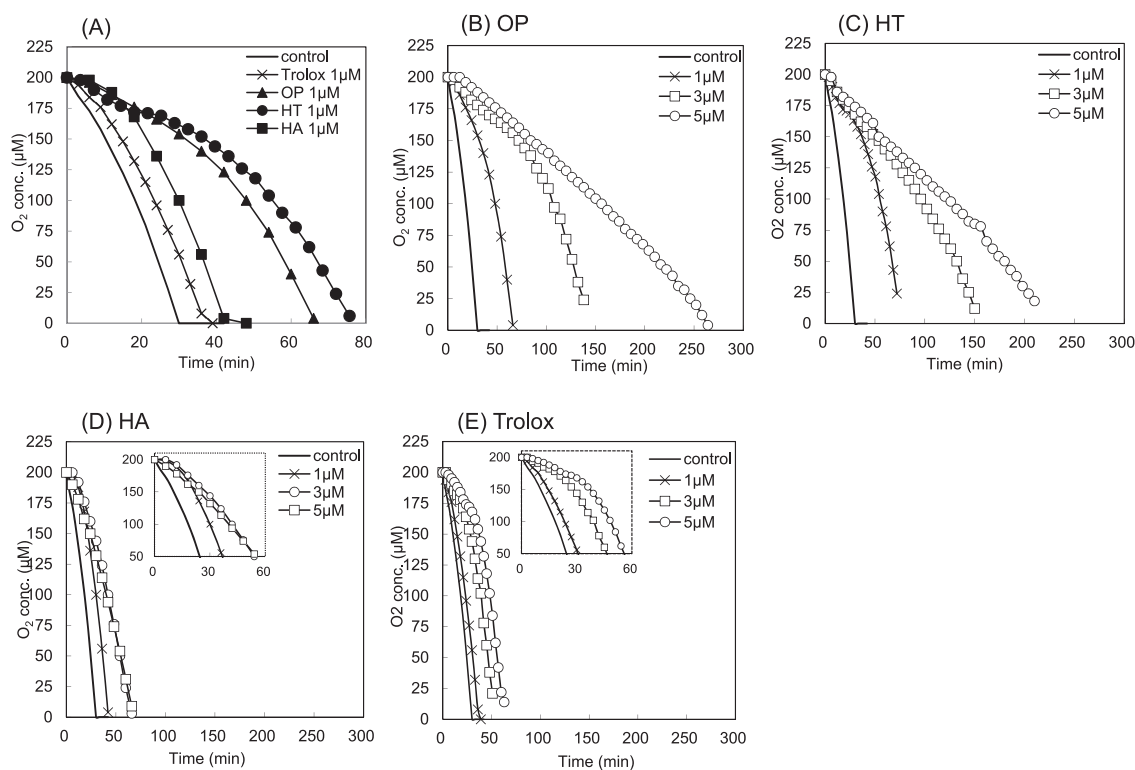 (A)
225
200
175
150
125
100
75
50
25
0
O₂ conc. (µM)
0 20 40 60 80
Time (min)
control
Trolox 1µM
OP 1µM
HT 1µM
HA 1µM
(B) OP
225
200
175
150
125
100
75
50
25
0
O₂ conc. (µM)
0 50 100 150 200 250 300
Time (min)
control
1µM
3µM
5µM
(C) HT
225
200
175
150
125
100
75
50
25
0
O2 conc. (µM)
0 50 100 150 200 250 300
Time (min)
control
1µM
3µM
5µM
(D) HA
225
200
175
150
125
100
75
50
25
0
O₂ conc. (µM)
0 50 100 150 200 250 300
Time (min)
200
150
100
50
0 30 60
control
1µM
3µM
5µM
(E) Trolox
225
200
175
150
125
100
75
50
25
0
O2 conc. (µM)
0 50 100 150 200 250 300
Time (min)
200
150
100
50
0 30 60
control
1µM
3µM
5µM